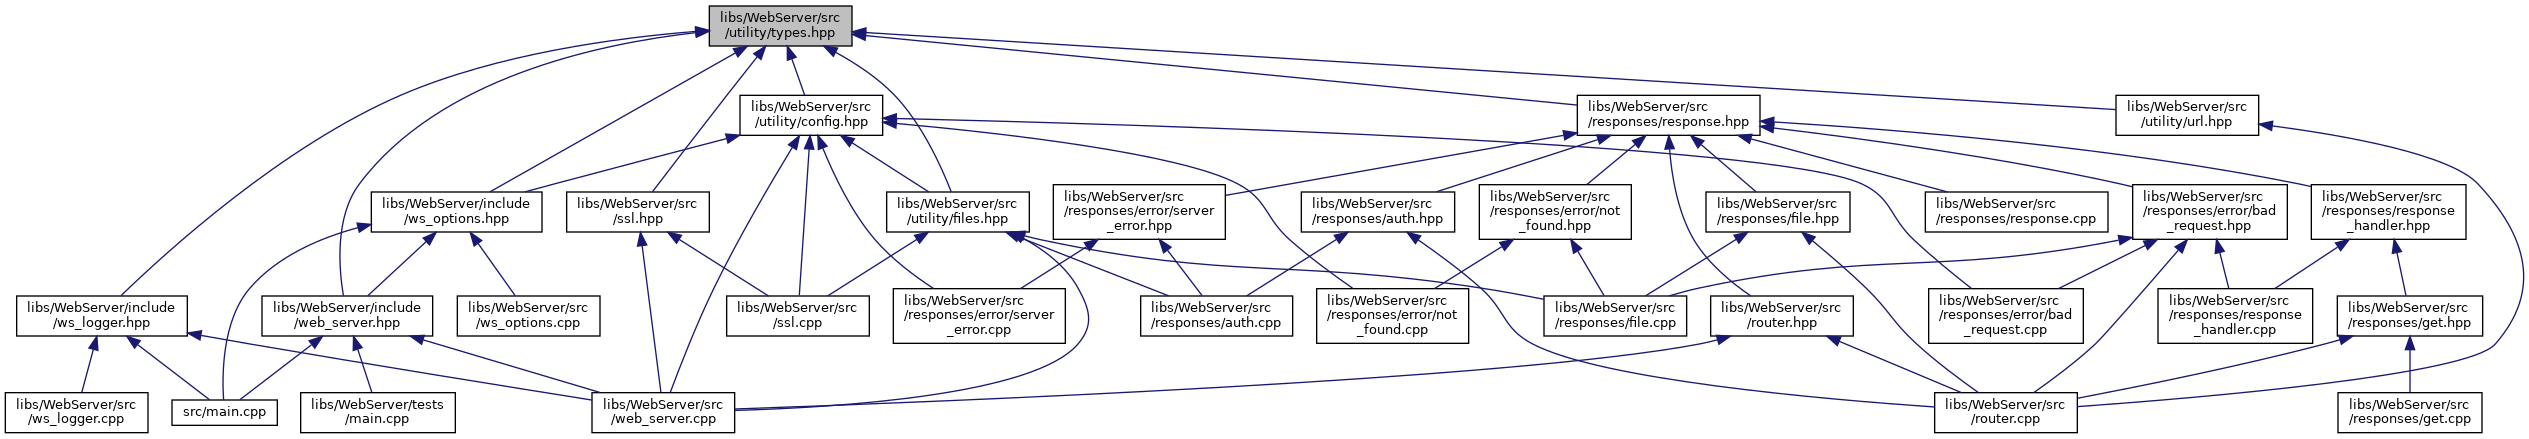 libs/WebServer/src
/utility/types.hpp
libs/WebServer/src
/utility/config.hpp
libs/WebServer/src
/responses/response.hpp
libs/WebServer/src
/utility/url.hpp
libs/WebServer/include
/ws_options.hpp
libs/WebServer/src
/ssl.hpp
libs/WebServer/src
/utility/files.hpp
libs/WebServer/src
/responses/error/server
_error.hpp
libs/WebServer/src
/responses/auth.hpp
libs/WebServer/src
/responses/error/not
_found.hpp
libs/WebServer/src
/responses/file.hpp
libs/WebServer/src
/responses/response.cpp
libs/WebServer/src
/responses/error/bad
_request.hpp
libs/WebServer/src
/responses/response
_handler.hpp
libs/WebServer/include
/ws_logger.hpp
libs/WebServer/include
/web_server.hpp
libs/WebServer/src
/ws_options.cpp
libs/WebServer/src
/ssl.cpp
libs/WebServer/src
/responses/error/server
_error.cpp
libs/WebServer/src
/responses/auth.cpp
libs/WebServer/src
/responses/error/not
_found.cpp
libs/WebServer/src
/responses/file.cpp
libs/WebServer/src
/router.hpp
libs/WebServer/src
/responses/error/bad
_request.cpp
libs/WebServer/src
/responses/response
_handler.cpp
libs/WebServer/src
/responses/get.hpp
libs/WebServer/src
/ws_logger.cpp
src/main.cpp
libs/WebServer/tests
/main.cpp
libs/WebServer/src
/web_server.cpp
libs/WebServer/src
/router.cpp
libs/WebServer/src
/responses/get.cpp